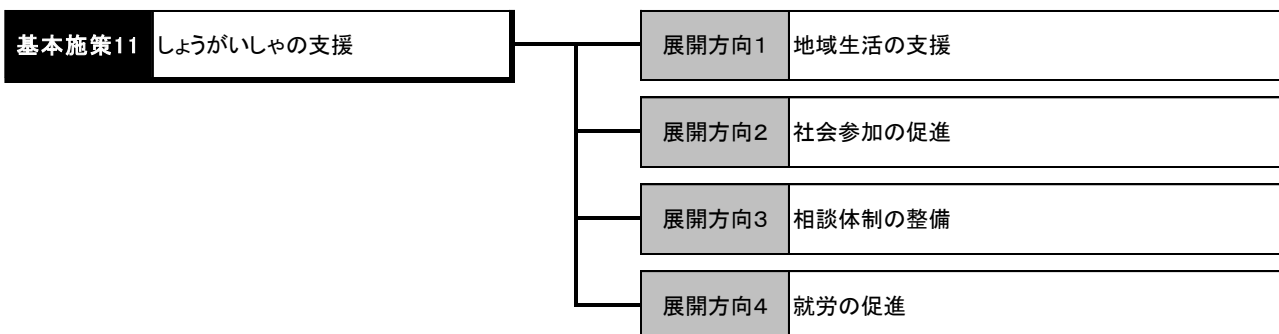 基本施策11 しょうがいしゃの支援
展開方向1 地域生活の支援
展開方向2 社会参加の促進
展開方向3 相談体制の整備
展開方向4 就労の促進